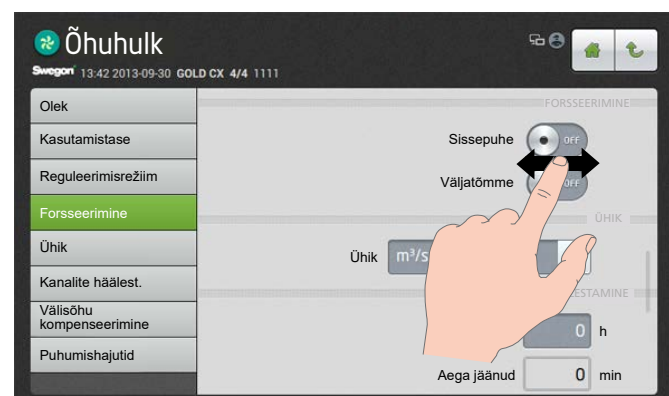 Õhuhulk
Swegon 13:42 2013-09-30 GOLD CX 4/4 1111
Olek
Kasutamistase
Reguleerimisrežiim
Forsseerimine
Ühik
Kanalite häälest.
Välisõhu
kompenseerimine
Puhumishajutid
FORSSEERIMINE
Sissepuhe OFF
Väljatõmme OFF
ÜHIK
Ühik m³/s
0 h
Aega jäänud 0 min